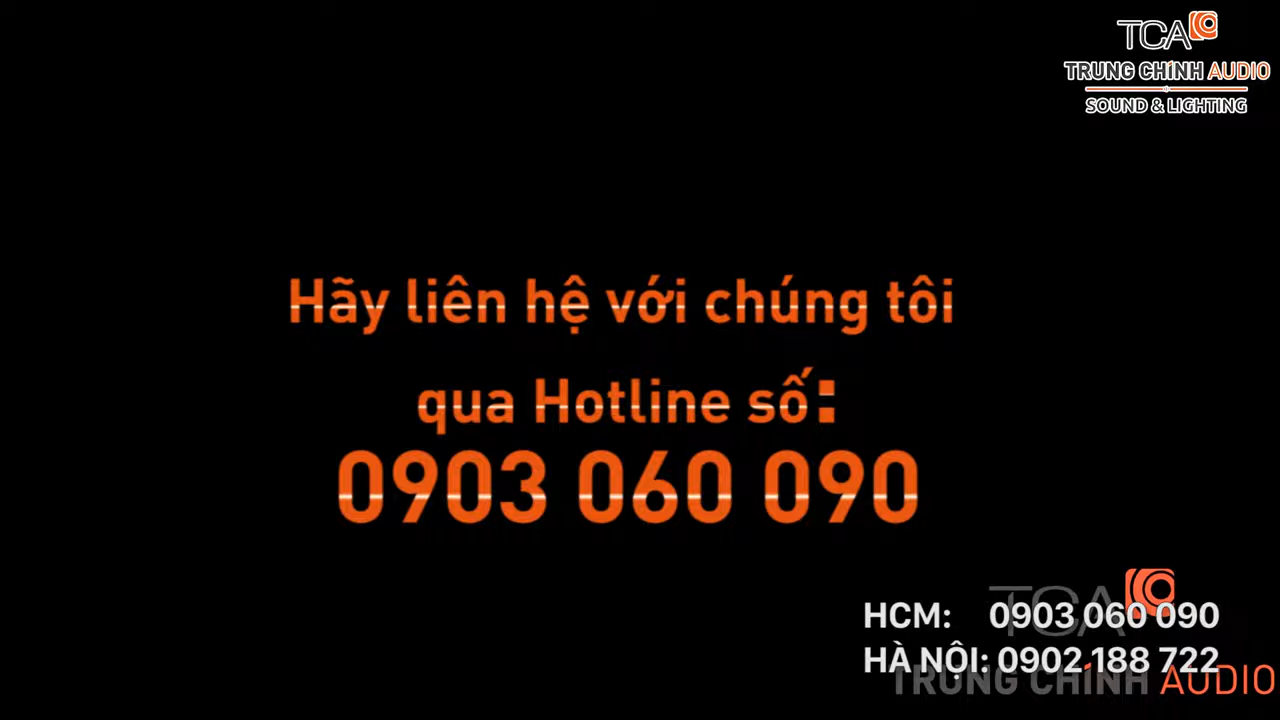 TCA
TRUNG CHÍNH AUDIO
SOUND & LIGHTING
Hãy liên hệ với chúng tôi
qua Hotline số:
0903 060 090
TCA
HCM: 0903 060 090
HÀ NỘI: 0902 188 722
TRUNG CHÍNH AUDIO